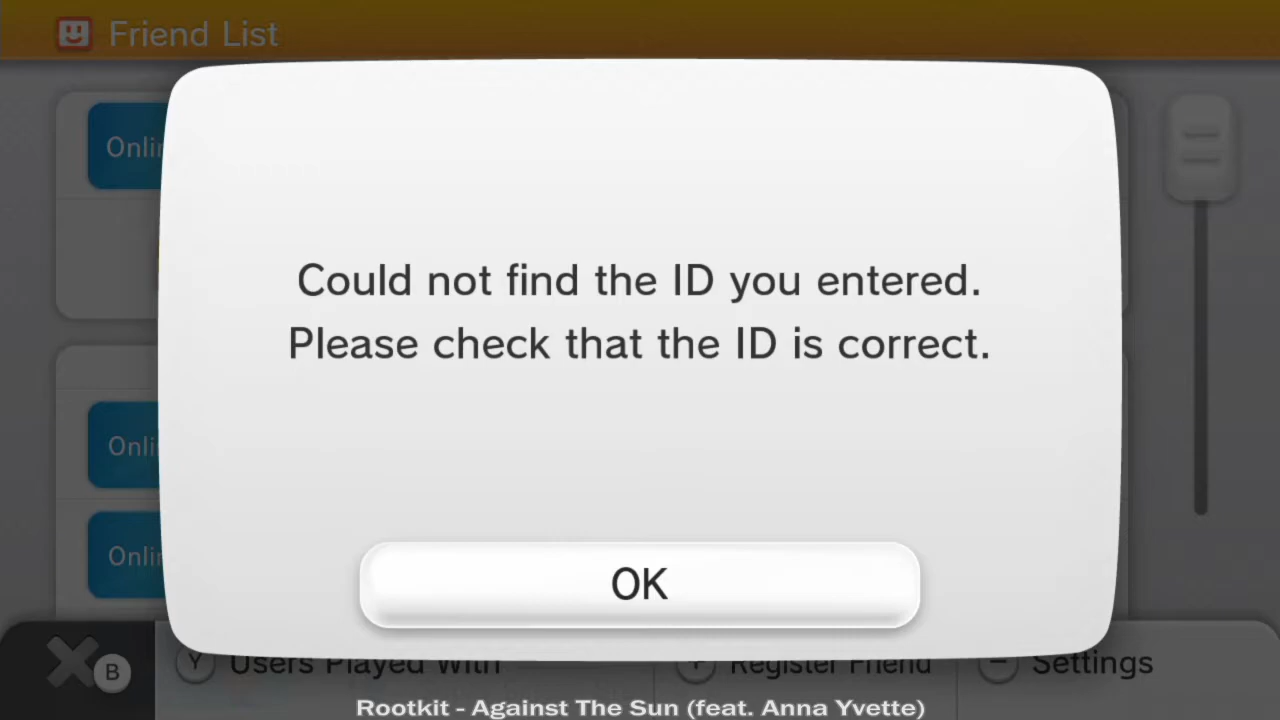 Friend List
Could not find the ID you entered.
Please check that the ID is correct.
OK
B
Y Users Played With
+ Register Friend
− Settings
Rootkit - Against The Sun (feat. Anna Yvette)